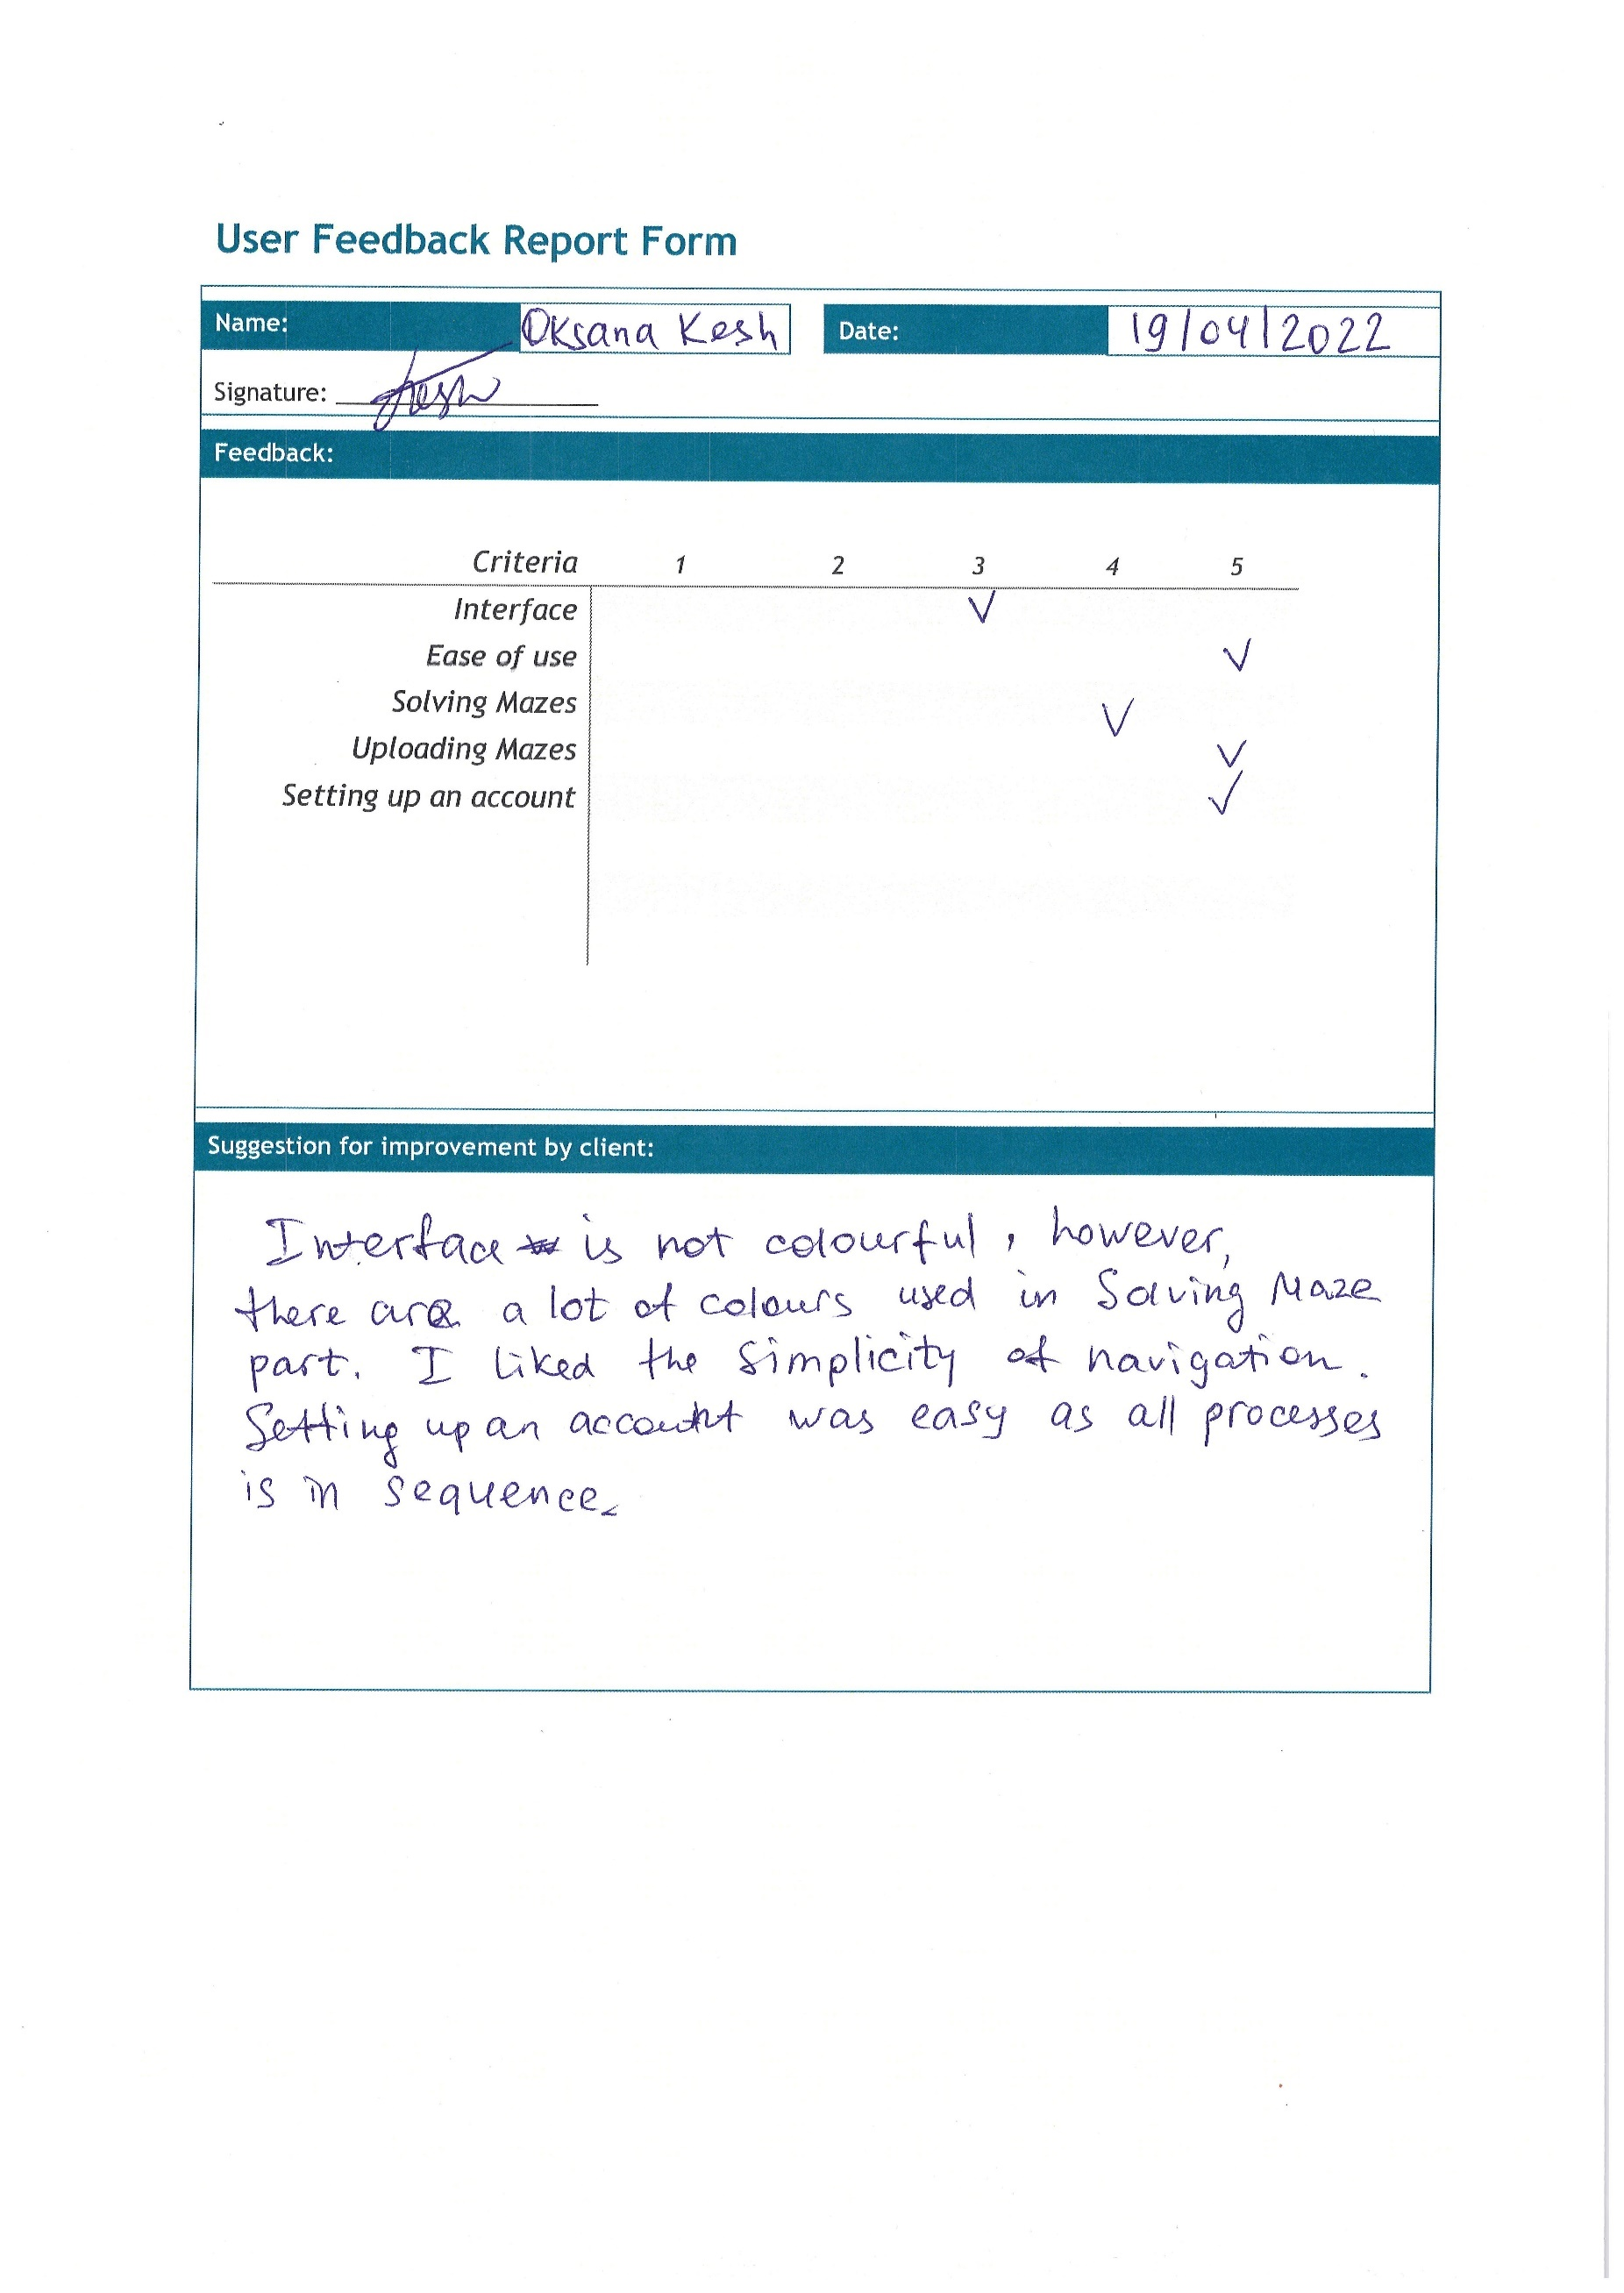 User Feedback Report Form
Name: Oksana Kesh Date: 19/04/2022
Signature: Kesh
Feedback:
Criteria 1 2 3 4 5
Interface V
Ease of use V
Solving Mazes V
Uploading Mazes V
Setting up an account V
Suggestion for improvement by client:
Interface is not colourful, however,
there are a lot of colours used in Solving Maze
part. I liked the simplicity of navigation.
Setting up an account was easy as all processes
is in sequence.